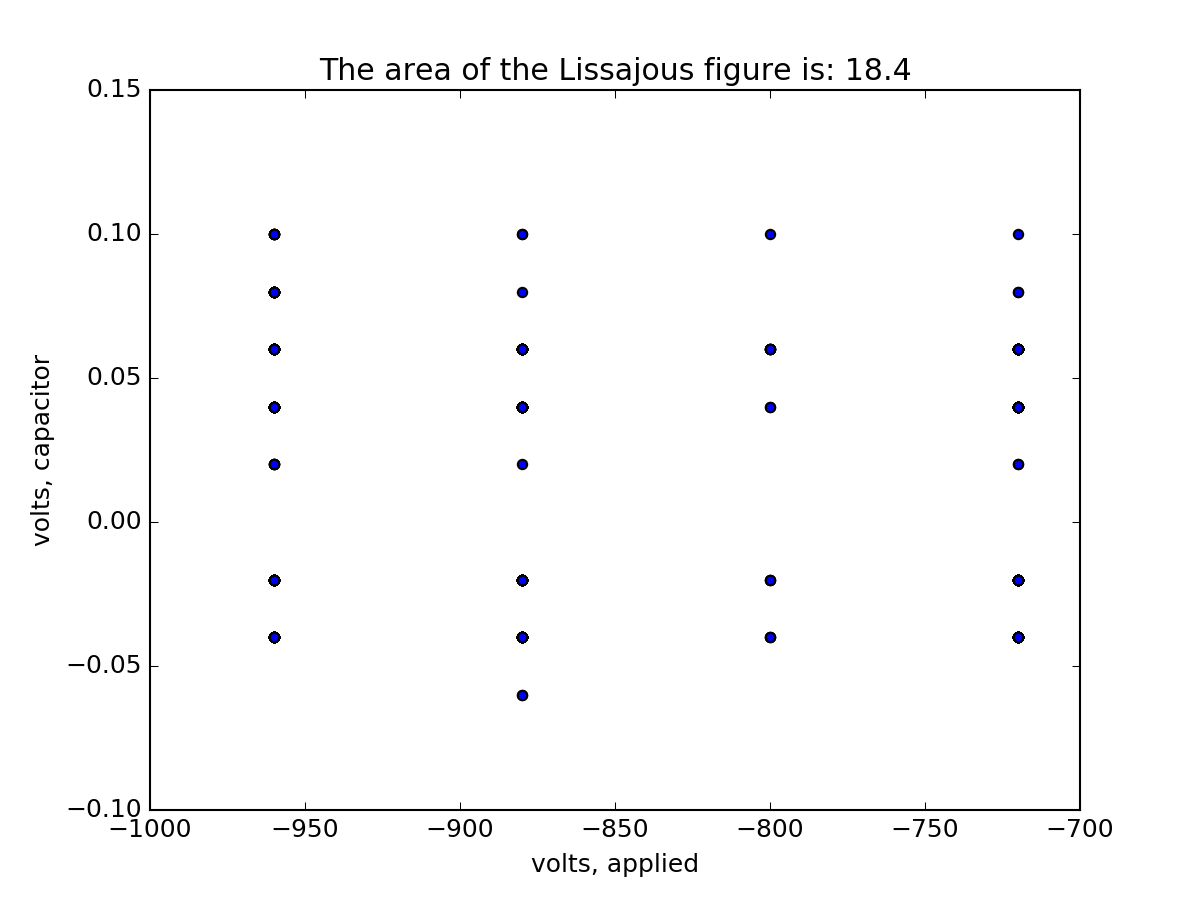 The area of the Lissajous figure is: 18.4
0.15
0.10
0.05
0.00
−0.05
−0.10
volts, capacitor
−1000 −950 −900 −850 −800 −750 −700
volts, applied